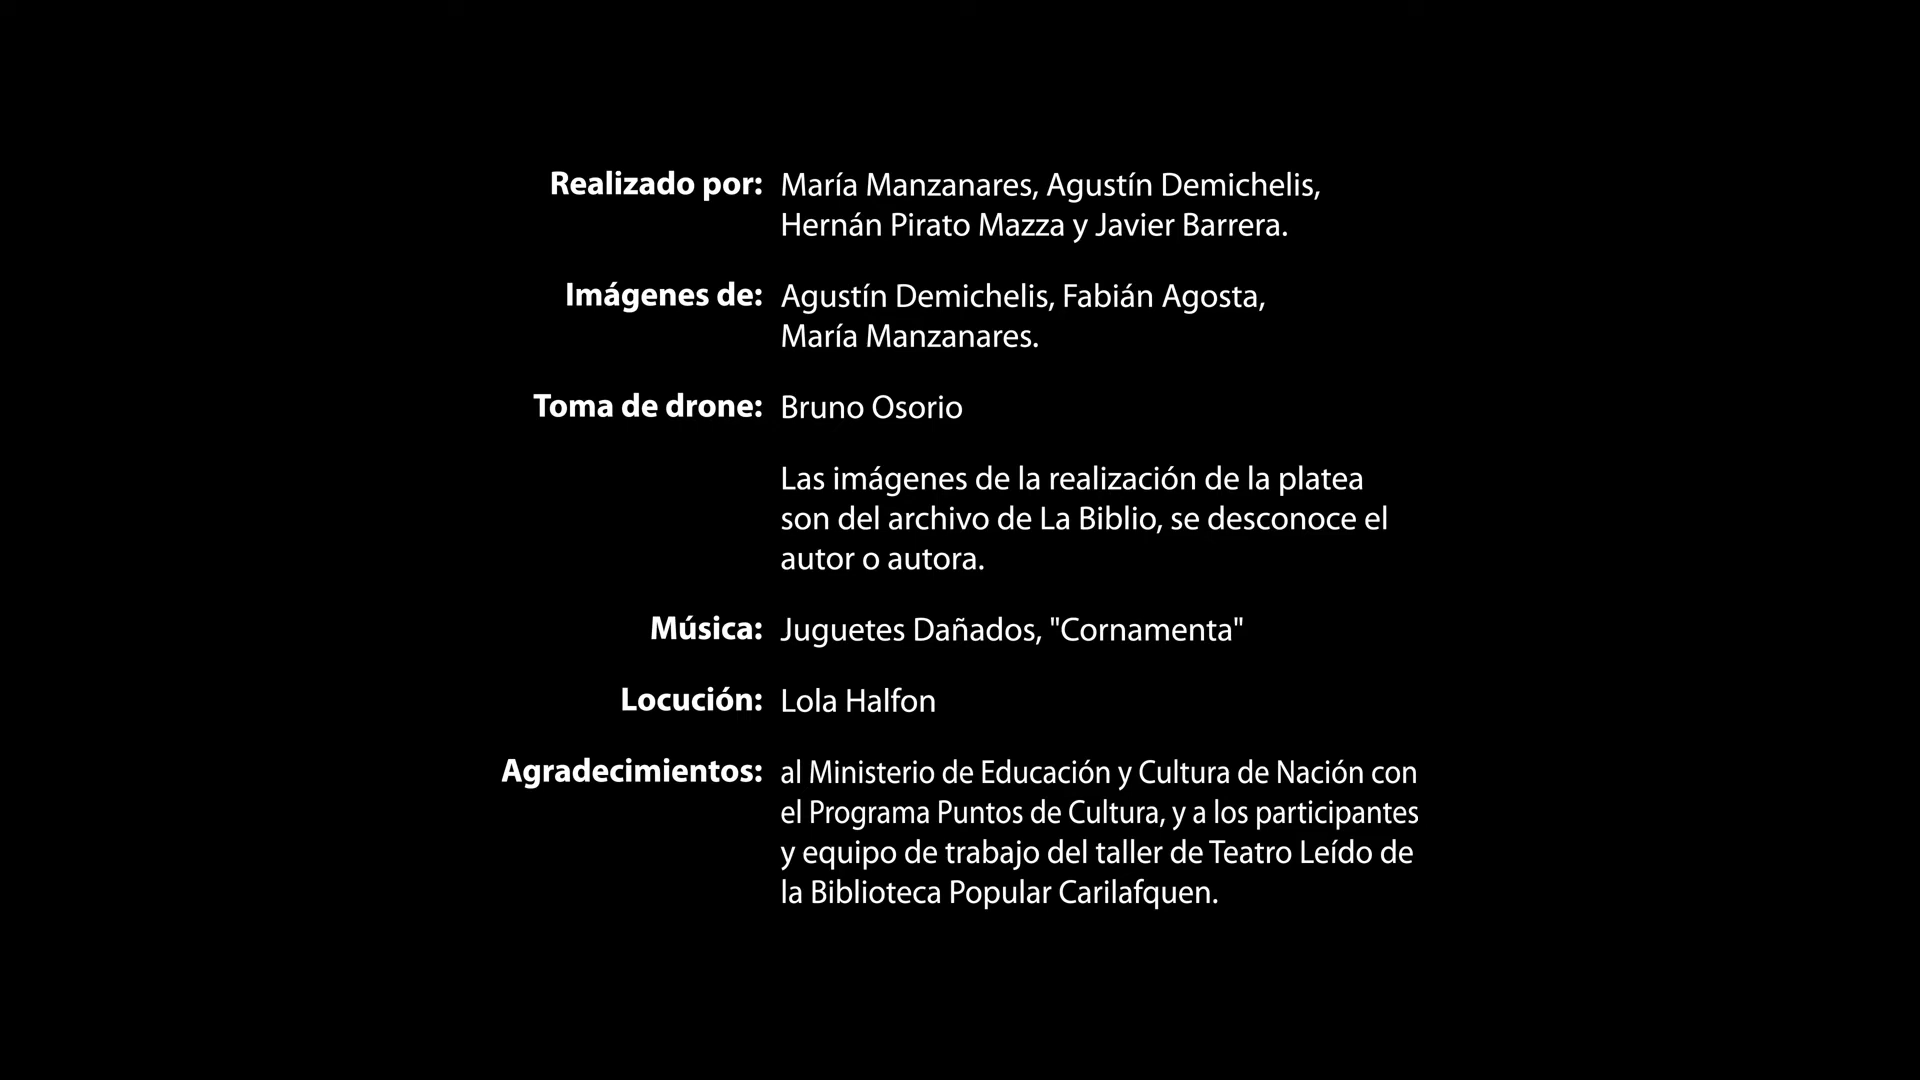 Realizado por: María Manzanares, Agustín Demichelis,
Hernán Pirato Mazza y Javier Barrera.
Imágenes de: Agustín Demichelis, Fabián Agosta,
María Manzanares.
Toma de drone: Bruno Osorio
Las imágenes de la realización de la platea
son del archivo de La Biblio, se desconoce el
autor o autora.
Música: Juguetes Dañados, "Cornamenta"
Locución: Lola Halfon
Agradecimientos: al Ministerio de Educación y Cultura de Nación con
el Programa Puntos de Cultura, y a los participantes
y equipo de trabajo del taller de Teatro Leído de
la Biblioteca Popular Carilafquen.